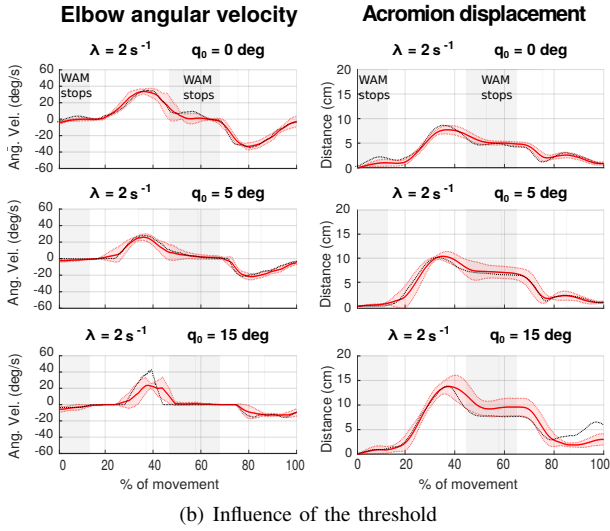 Elbow angular velocity
Acromion displacement
λ = 2 s⁻¹ q₀ = 0 deg
λ = 2 s⁻¹ q₀ = 0 deg
Ang. Vel. (deg/s)
60
40
20
0
-20
-40
-60
WAM
stops
WAM
stops
Distance (cm)
20
15
10
5
0
WAM
stops
WAM
stops
λ = 2 s⁻¹ q₀ = 5 deg
λ = 2 s⁻¹ q₀ = 5 deg
Ang. Vel. (deg/s)
60
40
20
0
-20
-40
-60
Distance (cm)
20
15
10
5
0
λ = 2 s⁻¹ q₀ = 15 deg
λ = 2 s⁻¹ q₀ = 15 deg
Ang. Vel. (deg/s)
60
40
20
0
-20
-40
-60
0 20 40 60 80 100
% of movement
Distance (cm)
20
15
10
5
0
0 20 40 60 80 100
% of movement
(b) Influence of the threshold